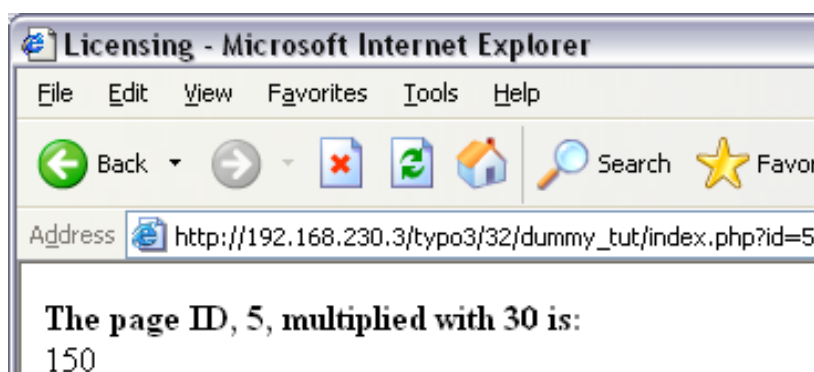 Licensing - Microsoft Internet Explorer
File Edit View Favorites Tools Help
Back Search Favor
Address http://192.168.230.3/typo3/32/dummy_tut/index.php?id=5
The page ID, 5, multiplied with 30 is:
150